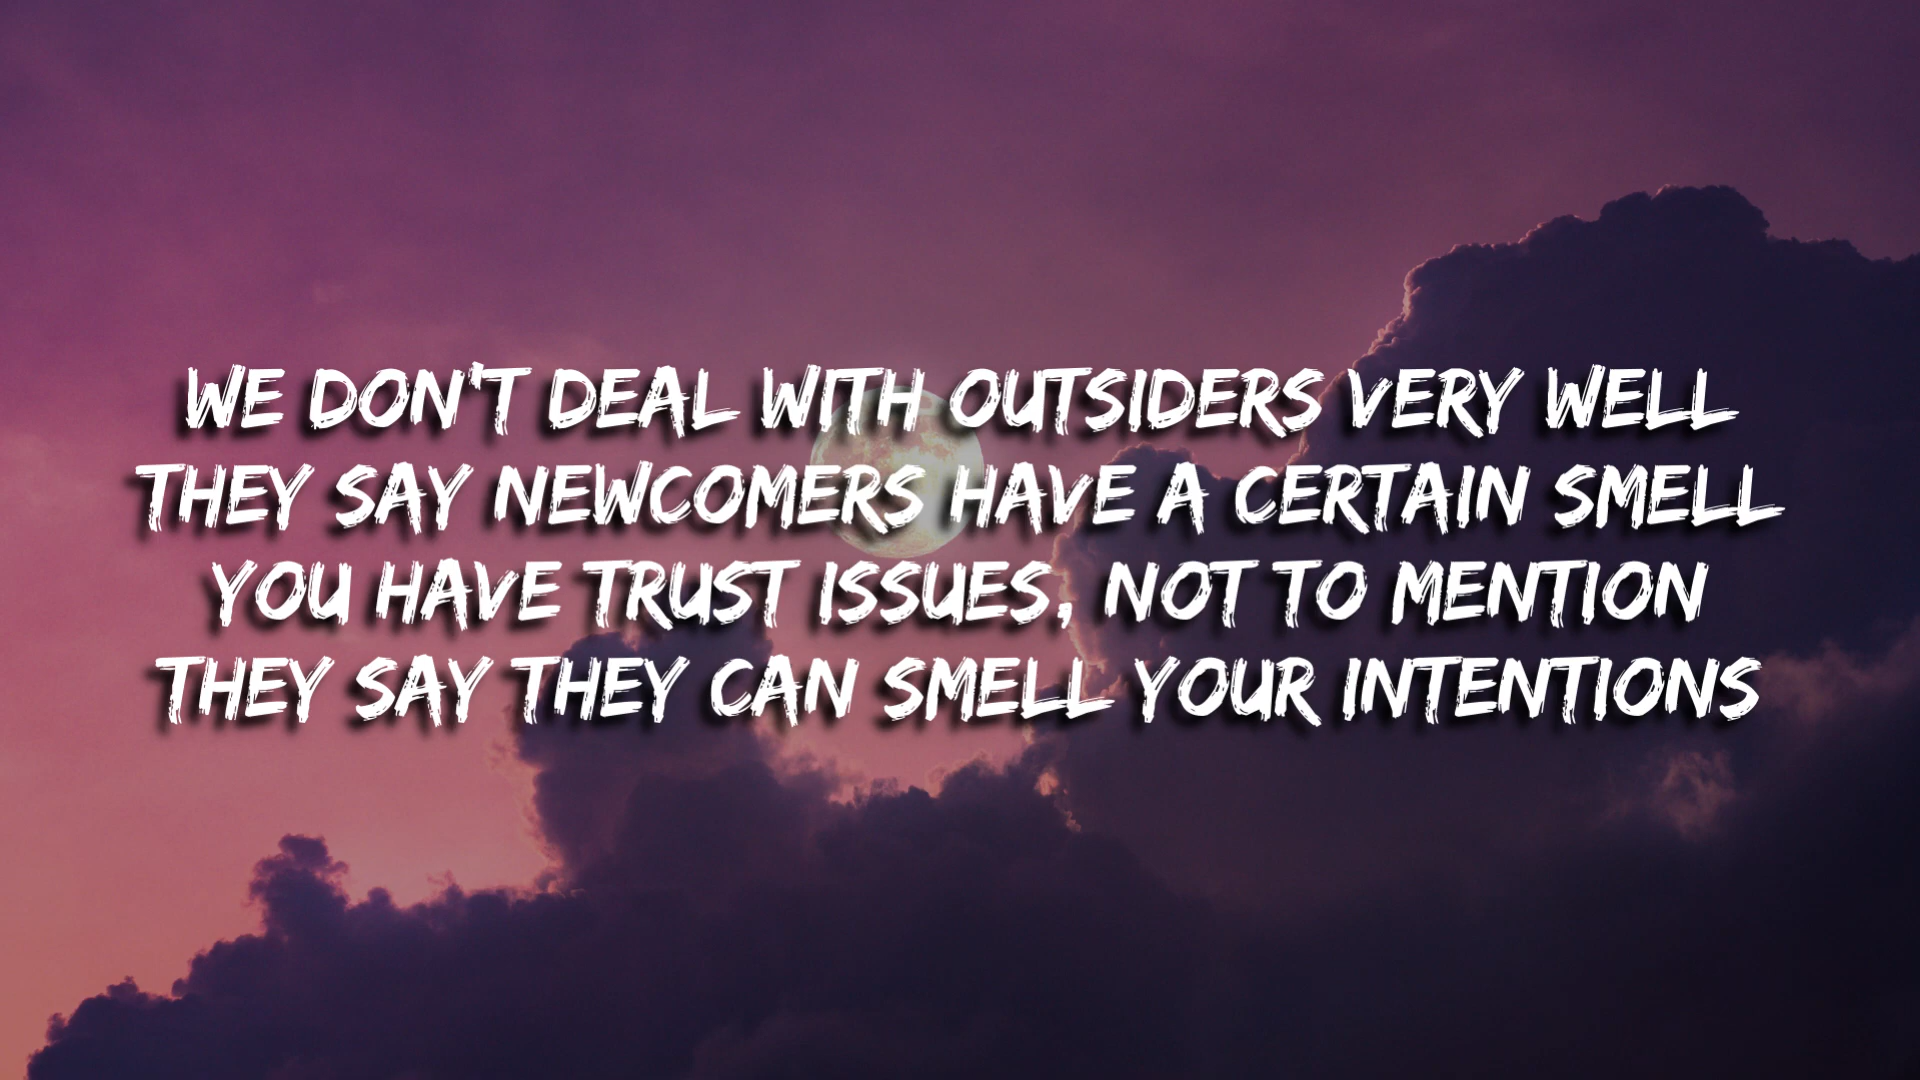 WE DON'T DEAL WITH OUTSIDERS VERY WELL
THEY SAY NEWCOMERS HAVE A CERTAIN SMELL
YOU HAVE TRUST ISSUES, NOT TO MENTION
THEY SAY THEY CAN SMELL YOUR INTENTIONS